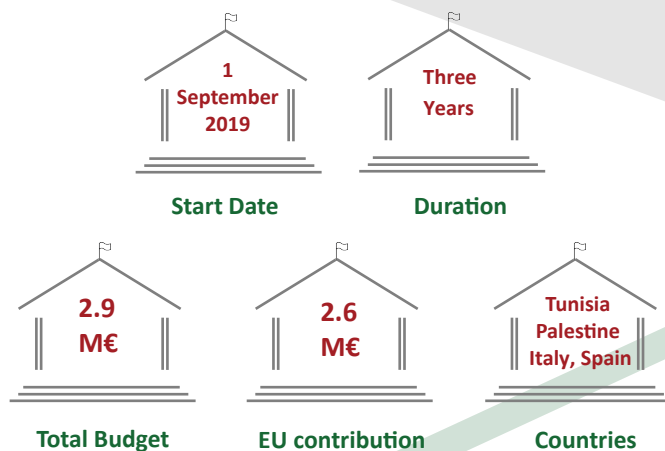 1
September
2019
Start Date
Three
Years
Duration
2.9
M€
Total Budget
2.6
M€
EU contribution
Tunisia
Palestine
Italy, Spain
Countries